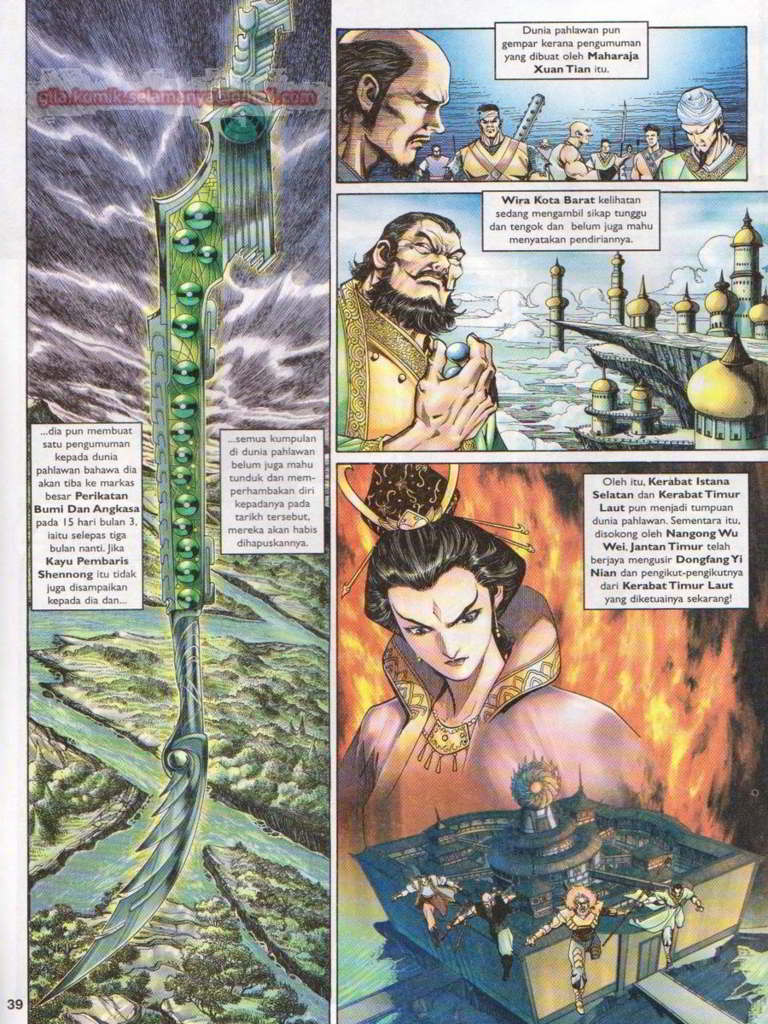 gila.komik.selamanya@gmail.com
...dia pun membuat
satu pengumuman
kepada dunia
pahlawan bahawa dia
akan tiba ke markas
besar Perikatan
Bumi Dan Angkasa
pada 15 hari bulan 3,
iaitu selepas tiga
bulan nanti. Jika
Kayu Pembaris
Shennong itu tidak
juga disampaikan
kepada dia dan...
...semua kumpulan
di dunia pahlawan
belum juga mahu
tunduk dan mem-
perhambakan diri
kepadanya pada
tarikh tersebut,
mereka akan habis
dihapuskannya.
Dunia pahlawan pun
gempar kerana pengumuman
yang dibuat oleh Maharaja
Xuan Tian itu.
Wira Kota Barat kelihatan
sedang mengambil sikap tunggu
dan tengok dan belum juga mahu
menyatakan pendiriannya.
Oleh itu, Kerabat Istana
Selatan dan Kerabat Timur
Laut pun menjadi tumpuan
dunia pahlawan. Sementara itu,
disokong oleh Nangong Wu
Wei, Jantan Timur telah
berjaya mengusir Dongfang Yi
Nian dan pengikut-pengikutnya
dari Kerabat Timur Laut
yang diketuainya sekarang!
39